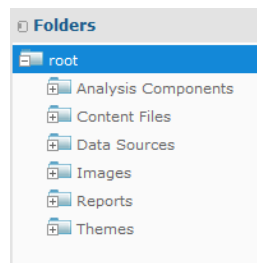 Folders
root
Analysis Components
Content Files
Data Sources
Images
Reports
Themes